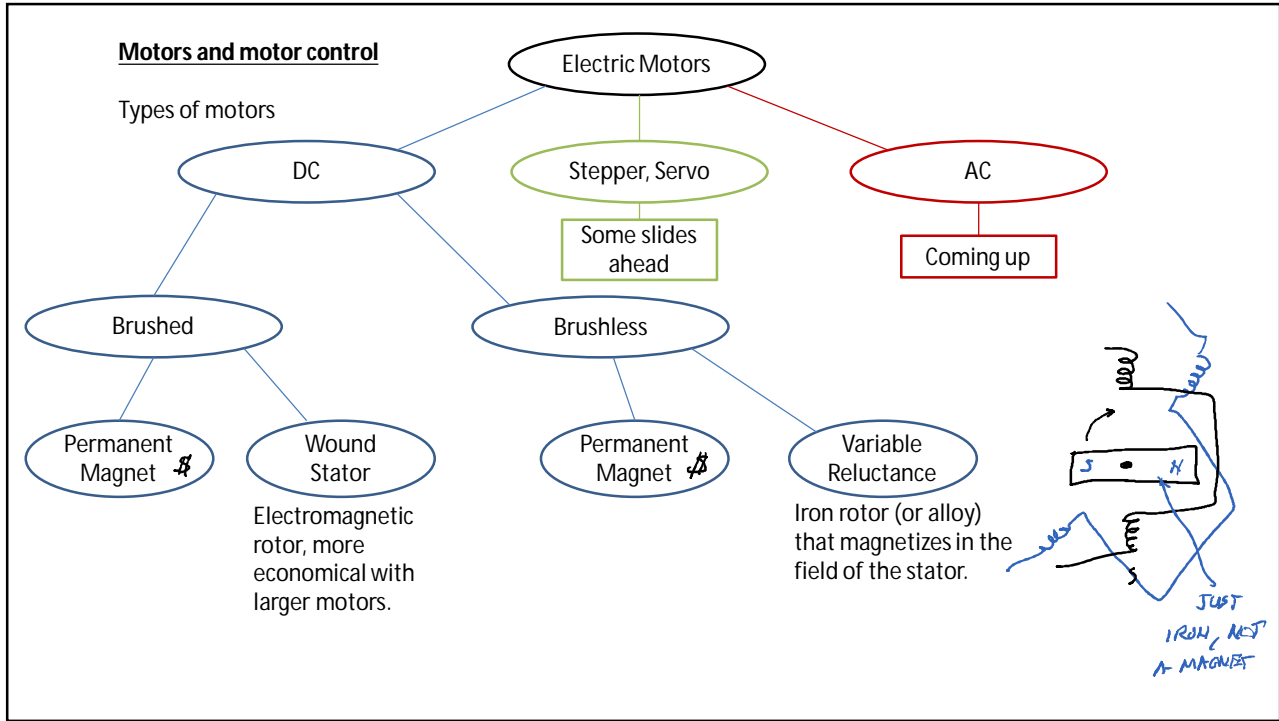 Motors and motor control
Electric Motors
Types of motors
DC
Stepper, Servo
AC
Some slides
ahead
Coming up
Brushed
Brushless
Permanent
Magnet $
Wound
Stator
Permanent
Magnet $
Variable
Reluctance
Electromagnetic
rotor, more
economical with
larger motors.
Iron rotor (or alloy)
that magnetizes in the
field of the stator.
S N
JUST
IRON, NOT
A MAGNET